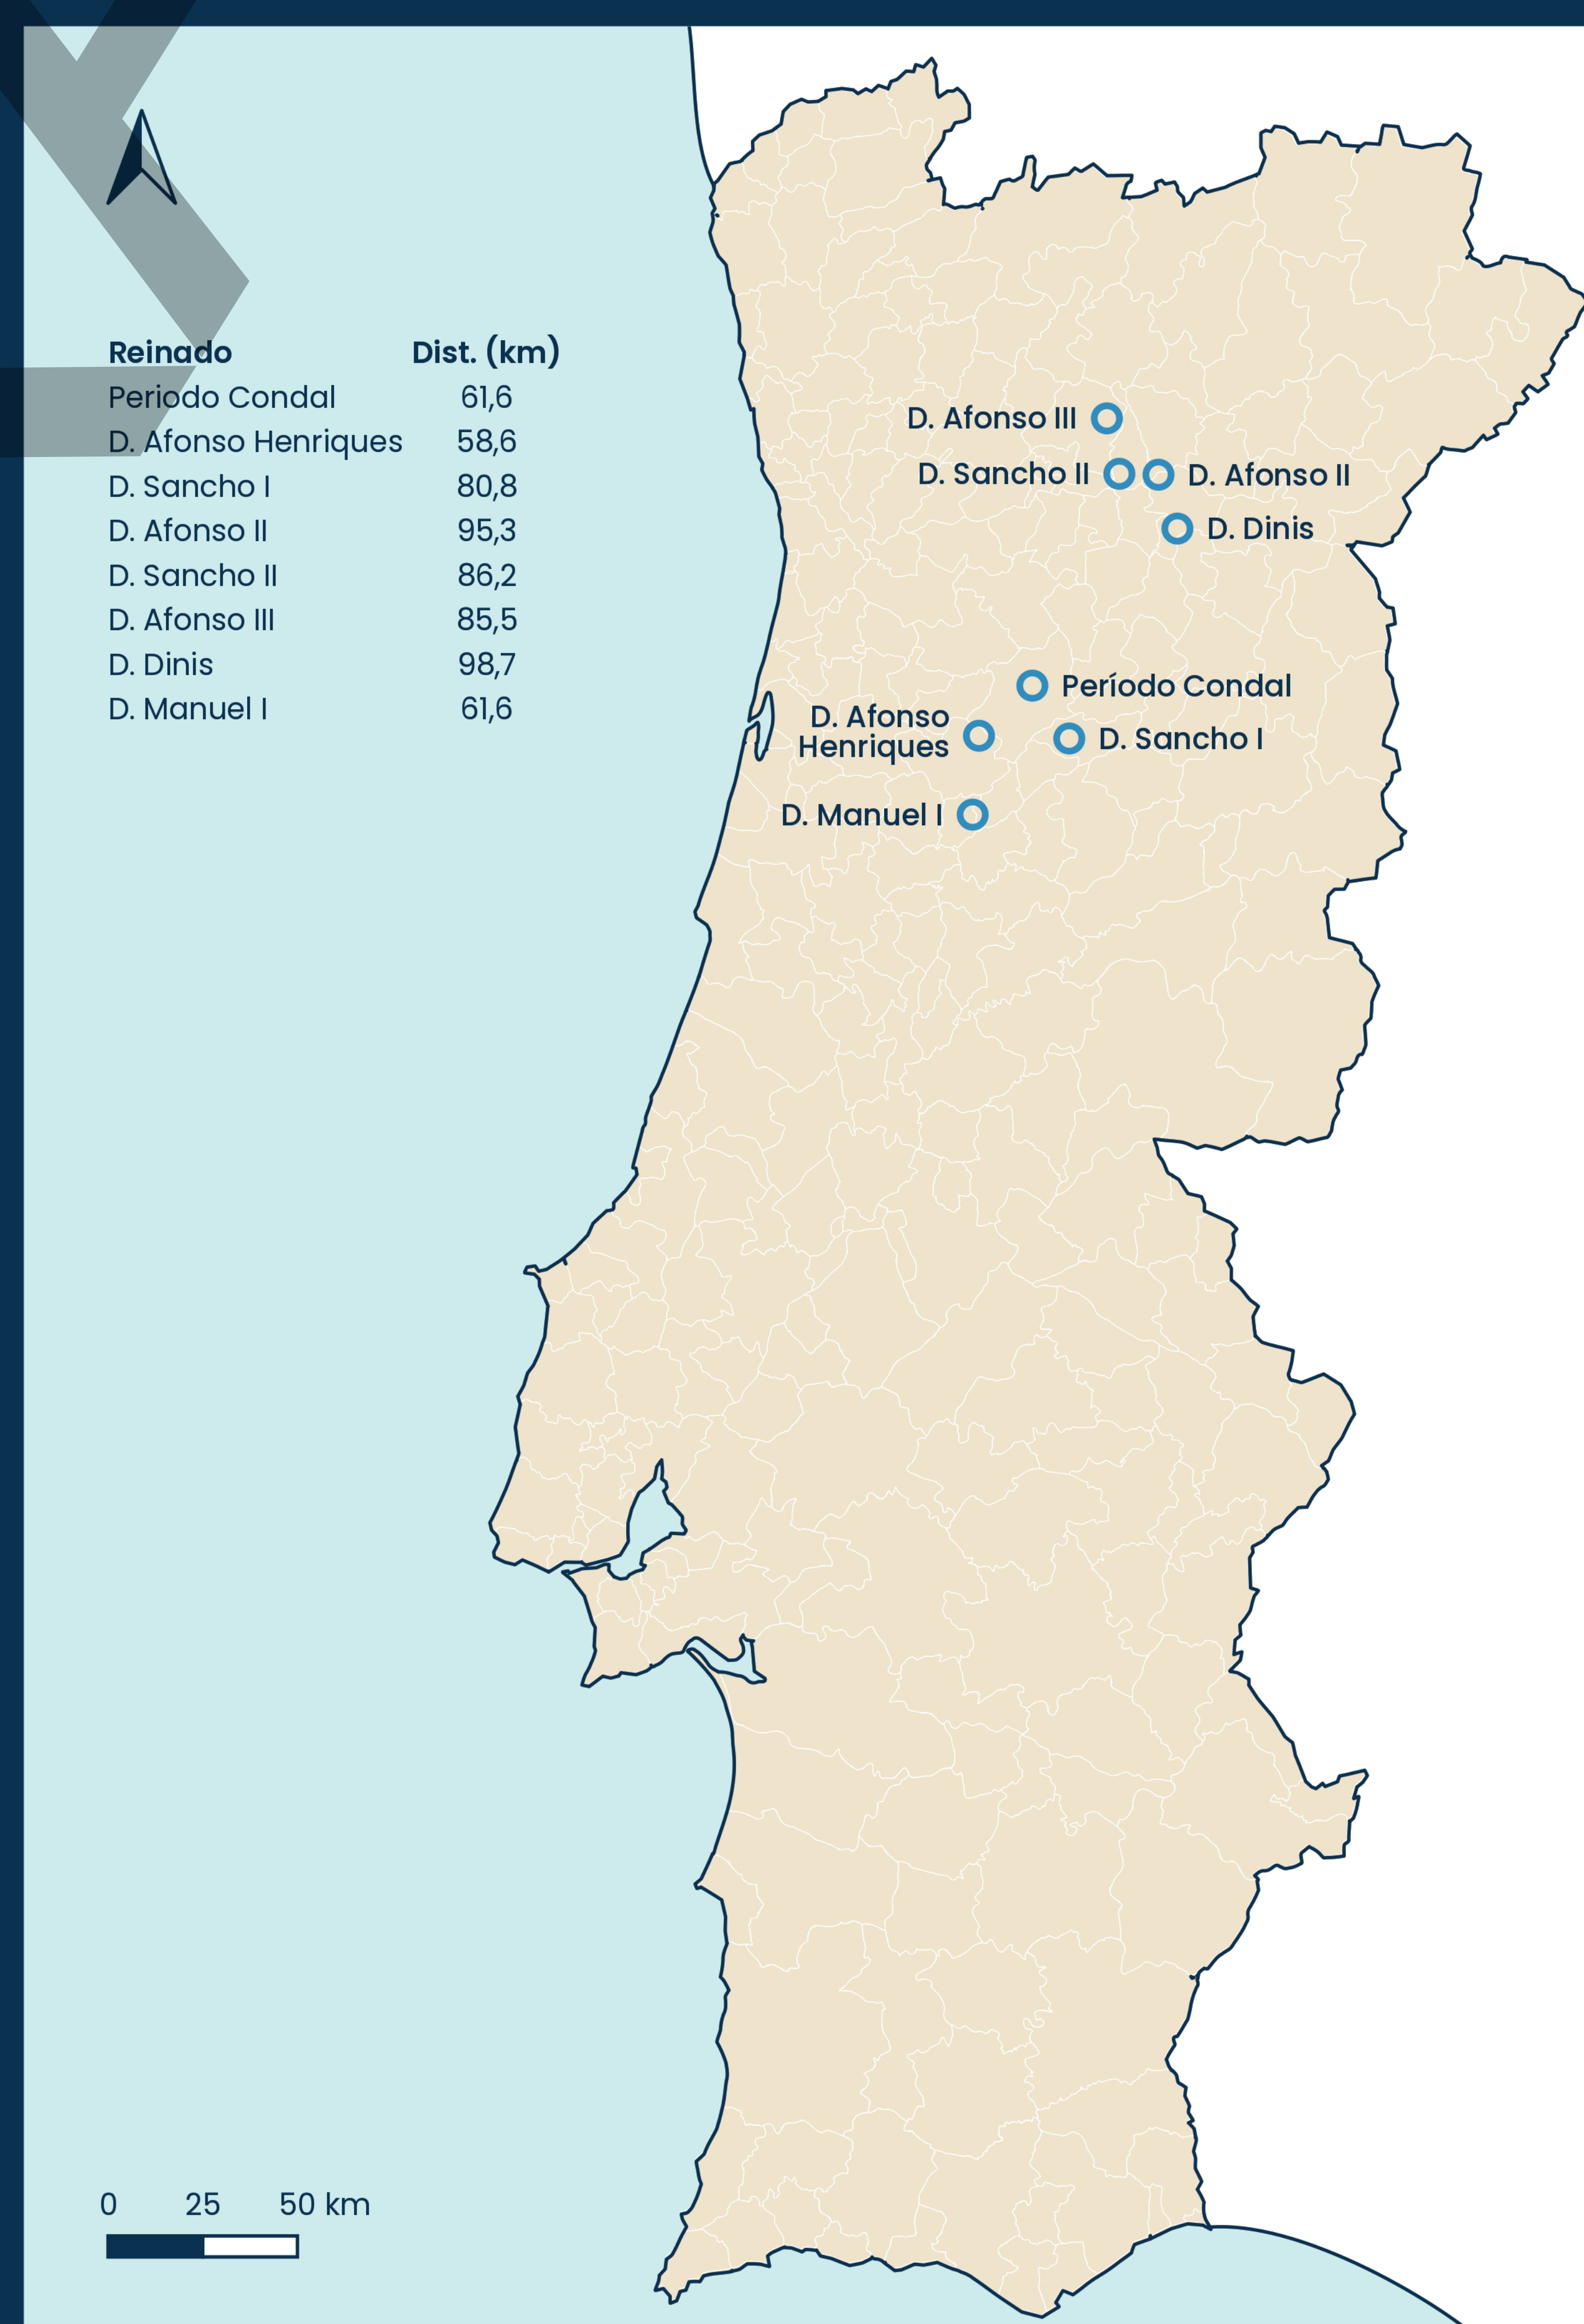 Reinado Dist. (km)
Periodo Condal 61,6
D. Afonso Henriques 58,6
D. Sancho I 80,8
D. Afonso II 95,3
D. Sancho II 86,2
D. Afonso III 85,5
D. Dinis 98,7
D. Manuel I 61,6
D. Afonso III
D. Sancho II
D. Afonso II
D. Dinis
Período Condal
D. Afonso
Henriques
D. Sancho I
D. Manuel I
0 25 50 km